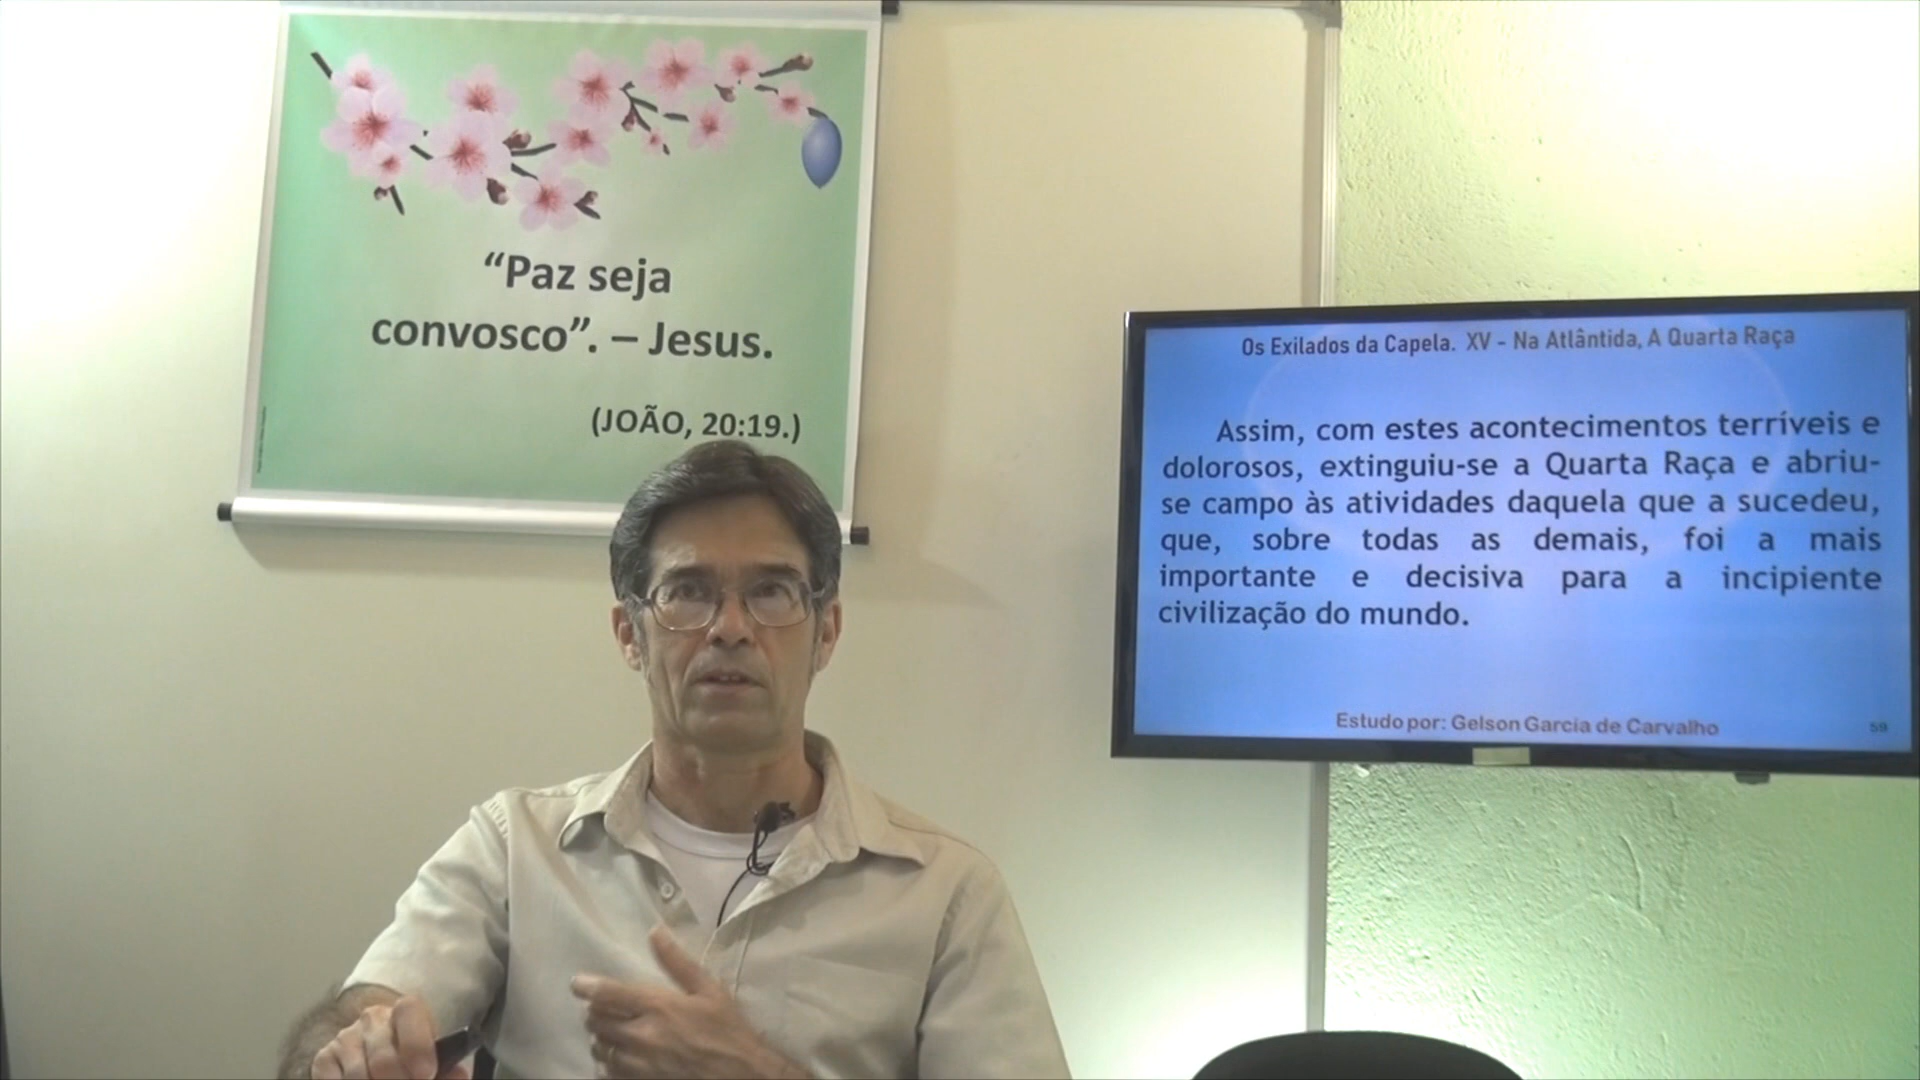 “Paz seja
convosco”. – Jesus.
(JOÃO, 20:19.)
Os Exilados da Capela. XV - Na Atlântida, A Quarta Raça
Assim, com estes acontecimentos terríveis e
dolorosos, extinguiu-se a Quarta Raça e abriu-
se campo às atividades daquela que a sucedeu,
que, sobre todas as demais, foi a mais
importante e decisiva para a incipiente
civilização do mundo.
Estudo por: Gelson Garcia de Carvalho
59